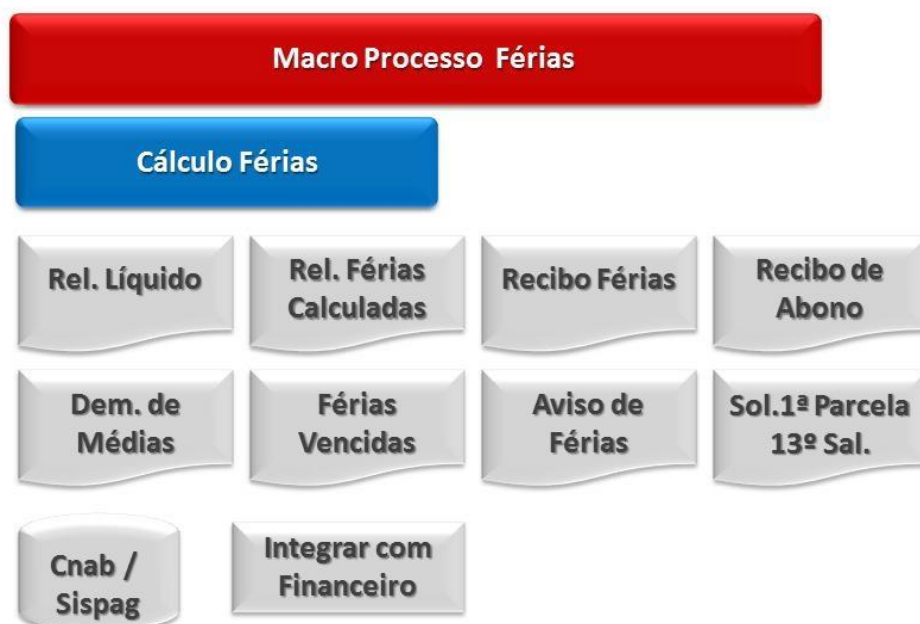 Macro Processo Férias
Cálculo Férias
Rel. Líquido
Rel. Férias
Calculadas
Recibo Férias
Recibo de
Abono
Dem. de
Médias
Férias
Vencidas
Aviso de
Férias
Sol.1ª Parcela
13º Sal.
Cnab /
Sispag
Integrar com
Financeiro